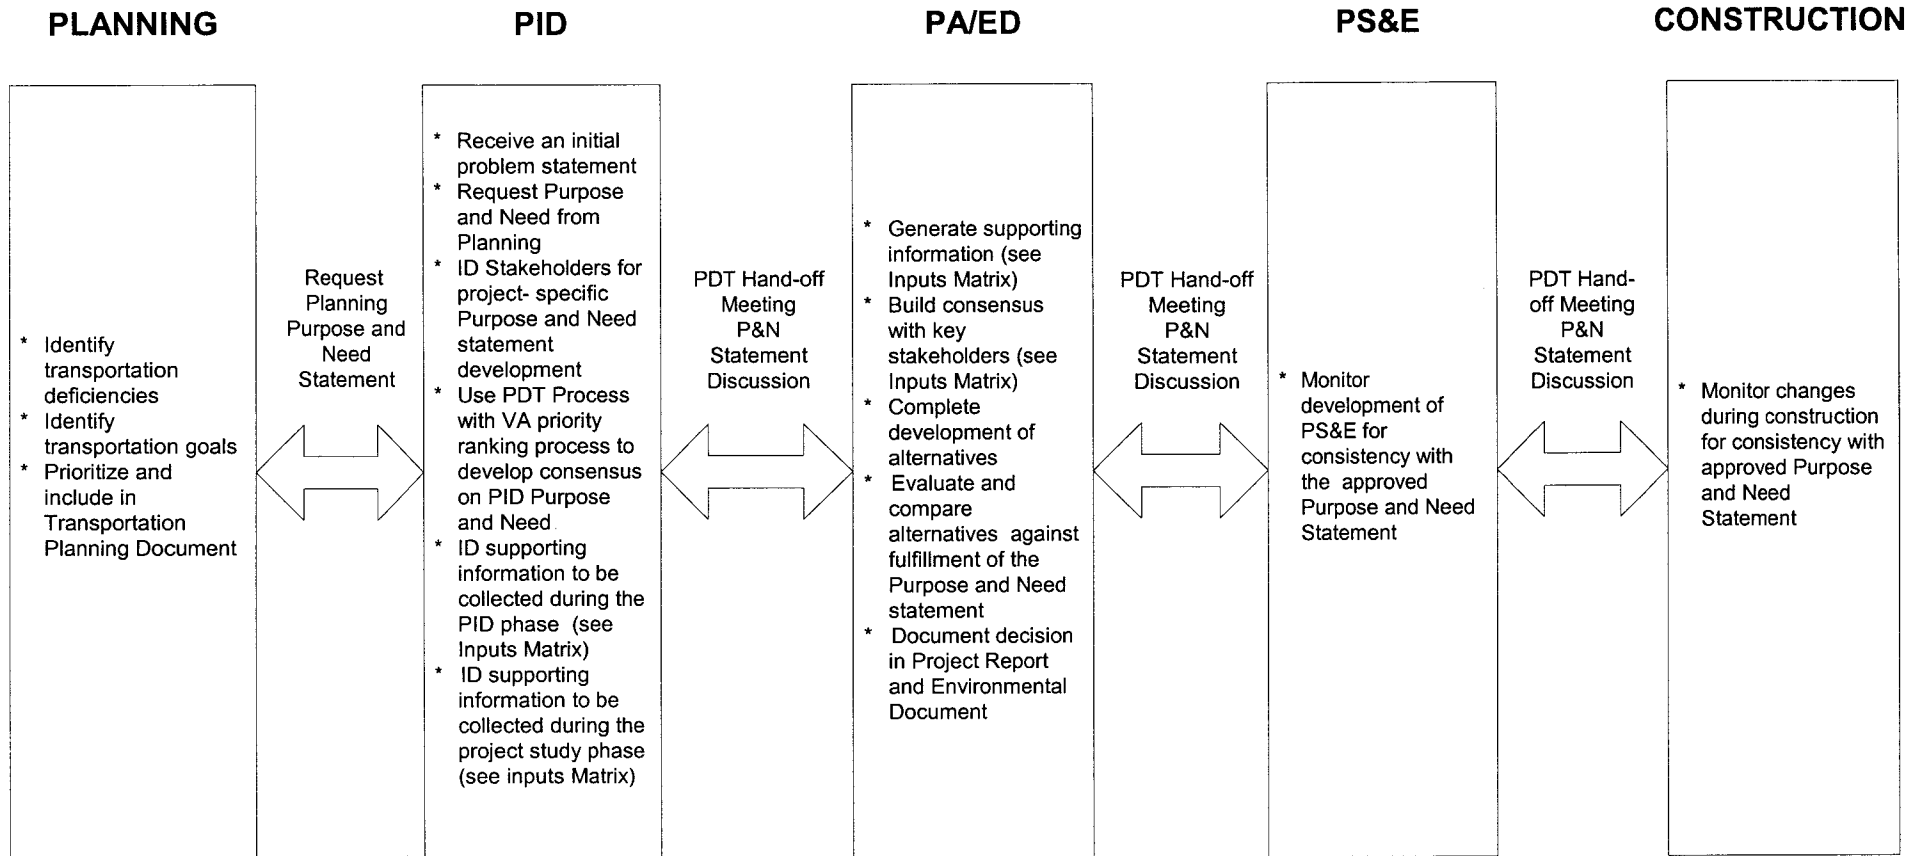 PLANNING
PID
PA/ED
PS&E
CONSTRUCTION
* Identify
transportation
deficiencies
* Identify
transportation goals
* Prioritize and
include in
Transportation
Planning Document
Request
Planning
Purpose and
Need
Statement
* Receive an initial
problem statement
* Request Purpose
and Need from
Planning
* ID Stakeholders for
project- specific
Purpose and Need
statement
development
* Use PDT Process
with VA priority
ranking process to
develop consensus
on PID Purpose
and Need
* ID supporting
information to be
collected during the
PID phase (see
Inputs Matrix)
* ID supporting
information to be
collected during the
project study phase
(see inputs Matrix)
PDT Hand-off
Meeting
P&N
Statement
Discussion
* Generate supporting
information (see
Inputs Matrix)
* Build consensus
with key
stakeholders (see
Inputs Matrix)
* Complete
development of
alternatives
* Evaluate and
compare
alternatives against
fulfillment of the
Purpose and Need
statement
* Document decision
in Project Report
and Environmental
Document
PDT Hand-off
Meeting
P&N
Statement
Discussion
* Monitor
development of
PS&E for
consistency with
the approved
Purpose and Need
Statement
PDT Hand-
off Meeting
P&N
Statement
Discussion
* Monitor changes
during construction
for consistency with
approved Purpose
and Need
Statement